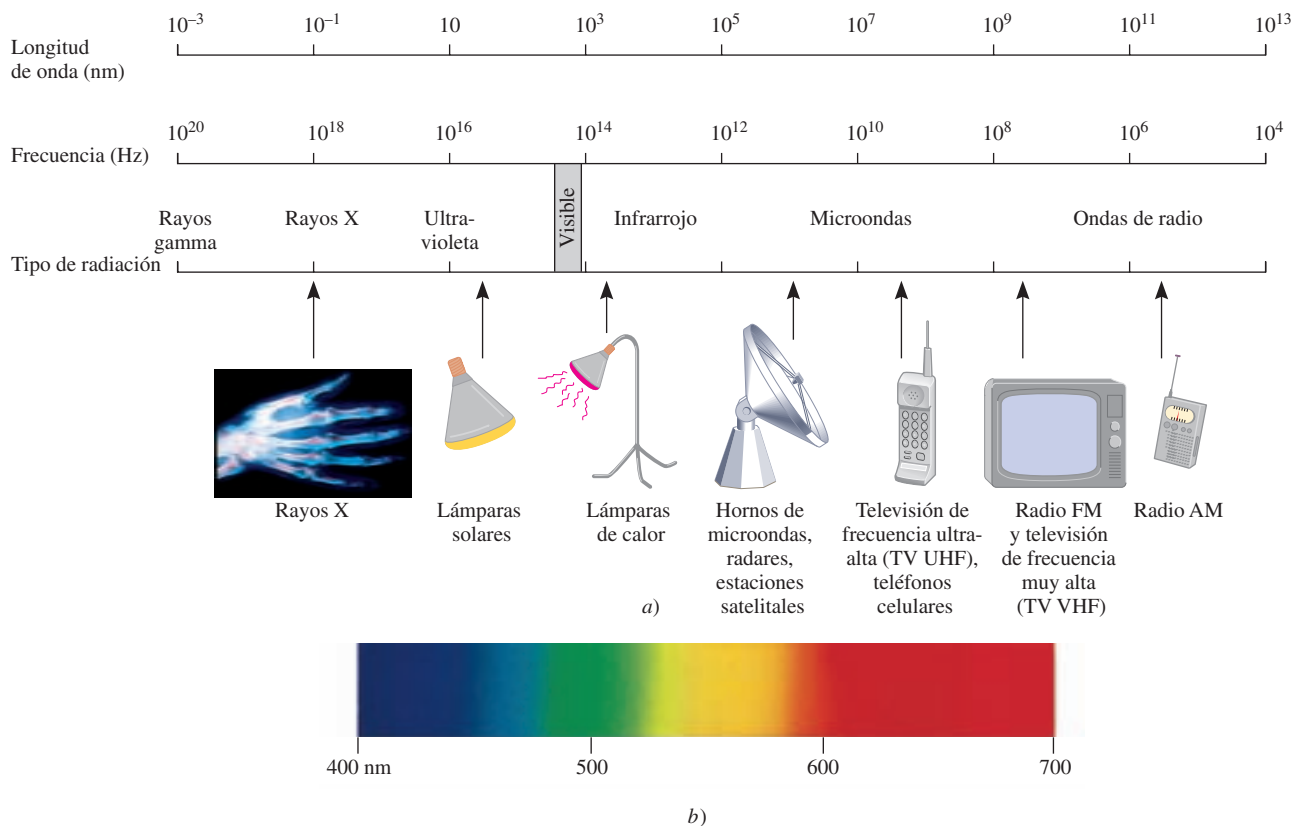 10⁻³ 10⁻¹ 10 10³ 10⁵ 10⁷ 10⁹ 10¹¹ 10¹³
Longitud
de onda (nm)
10²⁰ 10¹⁸ 10¹⁶ 10¹⁴ 10¹² 10¹⁰ 10⁸ 10⁶ 10⁴
Frecuencia (Hz)
Rayos
gamma
Rayos X
Ultra-
violeta
Visible
Infrarrojo
Microondas
Ondas de radio
Tipo de radiación
Rayos X
Lámparas
solares
Lámparas
de calor
Hornos de
microondas,
radares,
estaciones
satelitales
Televisión de
frecuencia ultra-
alta (TV UHF),
teléfonos
celulares
Radio FM
y televisión
de frecuencia
muy alta
(TV VHF)
Radio AM
a)
400 nm 500 600 700
b)